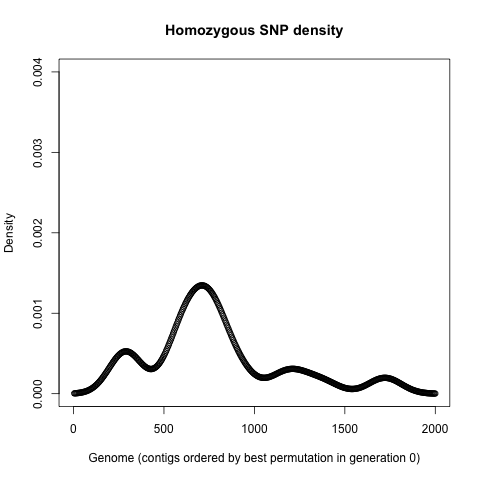 Homozygous SNP density
0.004
0.003
0.002
0.001
0.000
Density
0 500 1000 1500 2000
Genome (contigs ordered by best permutation in generation 0)